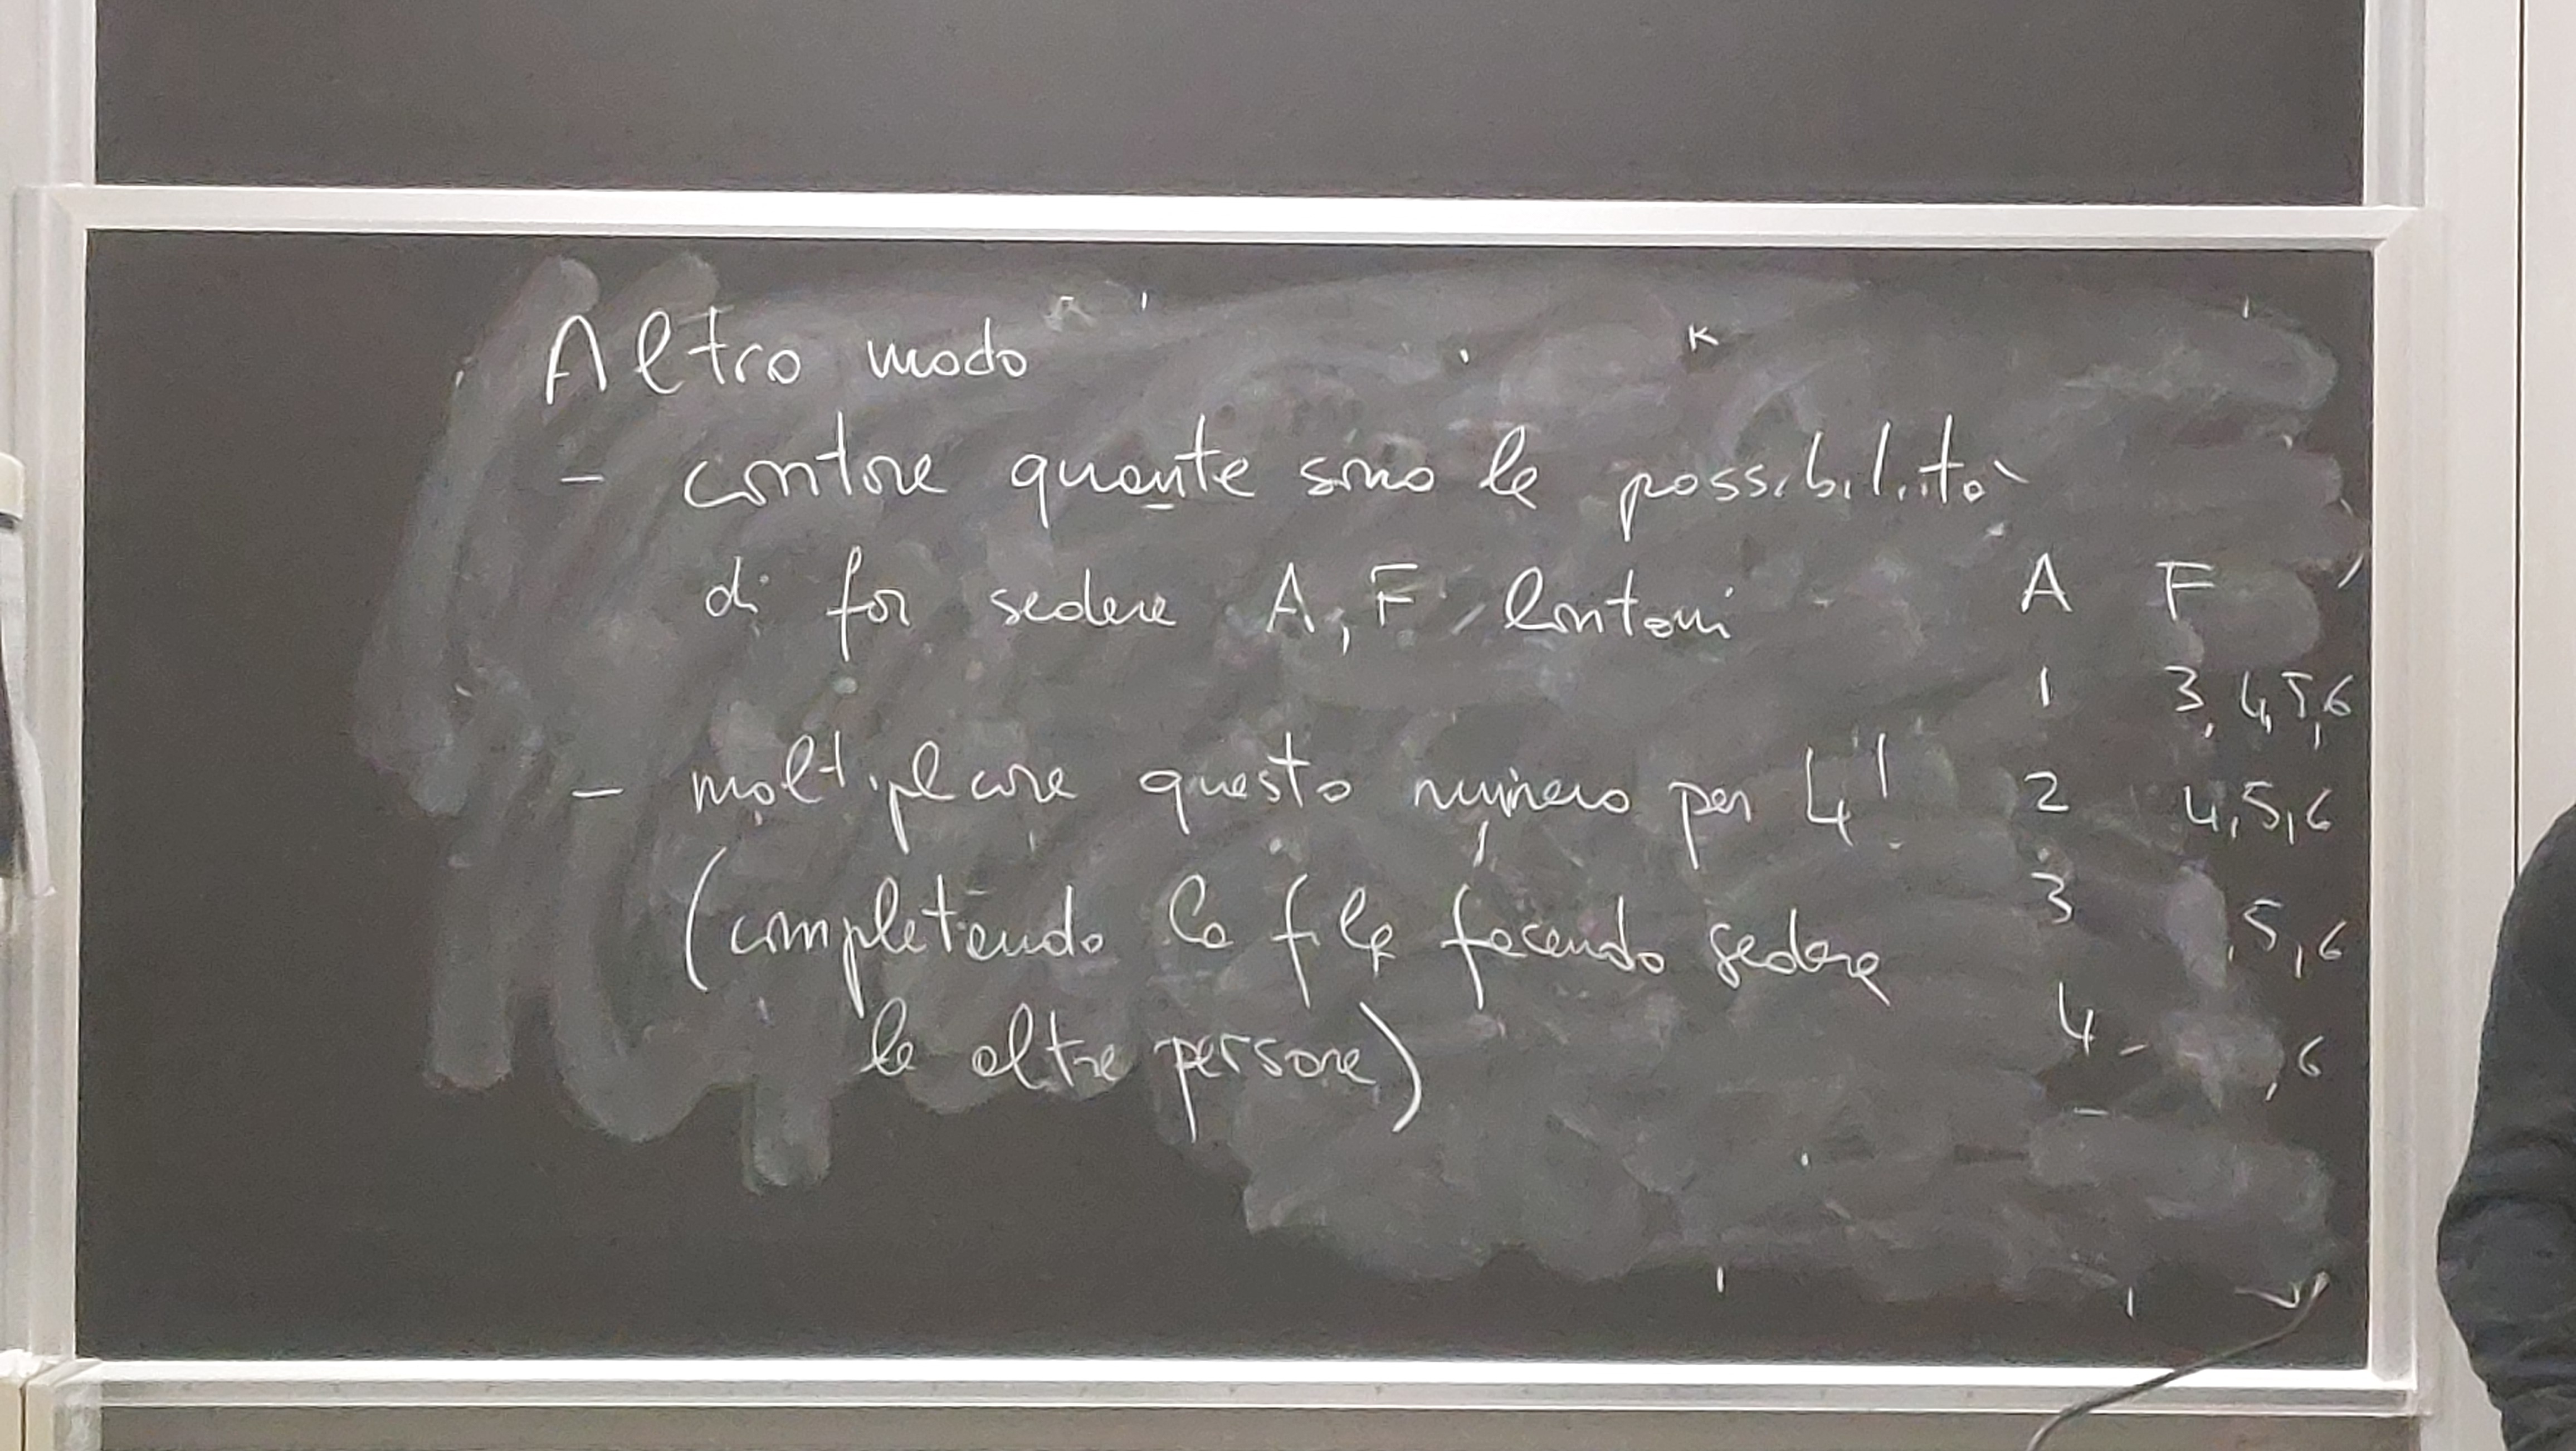 Altro modo
- contare quante sono le possibilità
di far sedere A, F lontani
- moltiplicare questo numero per 4!
(completando la fila facendo sedere
le altre persone)
A F
1 3, 4, 5, 6
2 4, 5, 6
3 , 5, 6
4 - , 6